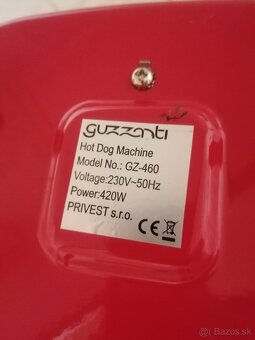 guzzanti
Hot Dog Machine
Model No.: GZ-460
Voltage:230V~50Hz
Power:420W
PRIVEST s.r.o.
CE
Bazos.sk